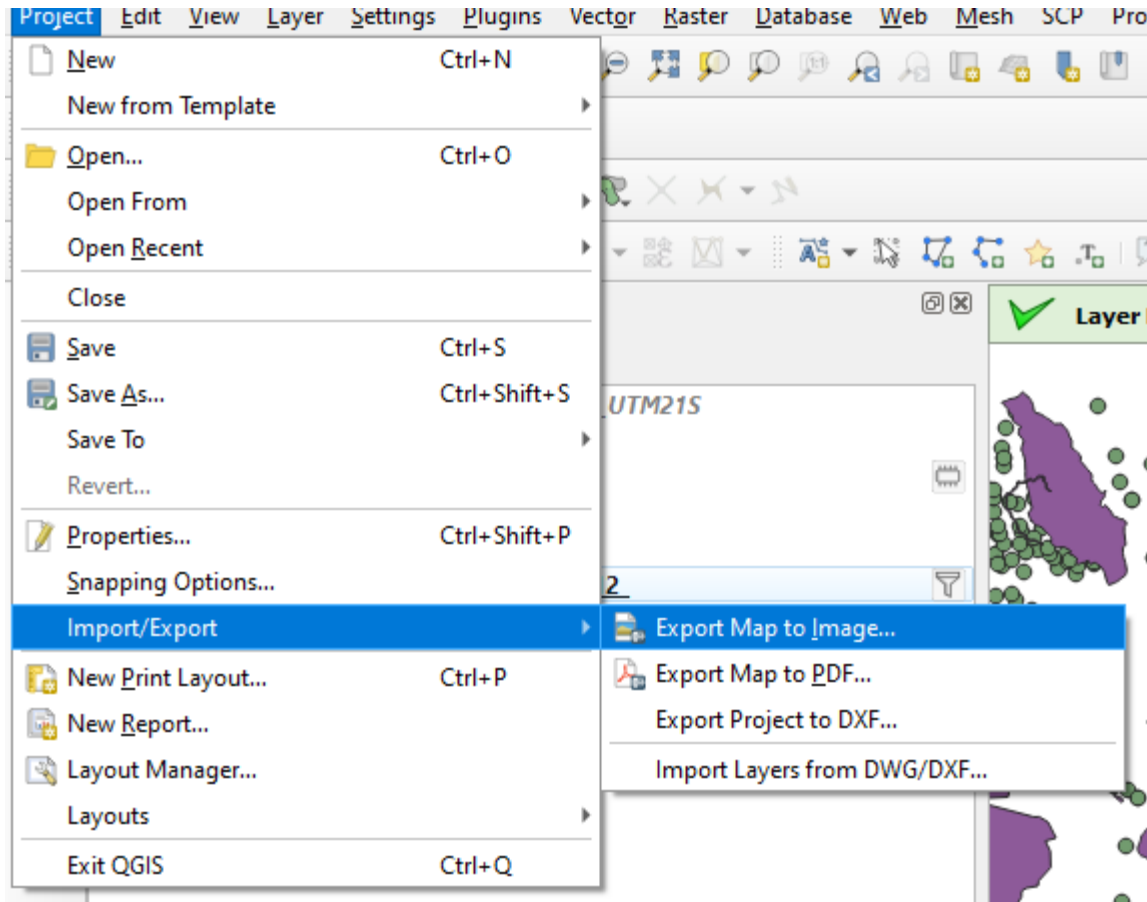 Project Edit View Layer Settings Plugins Vector Raster Database Web Mesh SCP Pro
New Ctrl+N
New from Template
Open... Ctrl+O
Open From
Open Recent
Close
Save Ctrl+S
Save As... Ctrl+Shift+S
Save To
Revert...
Properties... Ctrl+Shift+P
Snapping Options...
Import/Export
New Print Layout... Ctrl+P
New Report...
Layout Manager...
Layouts
Exit QGIS Ctrl+Q
Export Map to Image...
Export Map to PDF...
Export Project to DXF...
Import Layers from DWG/DXF...
_UTM21S
2_
Layer